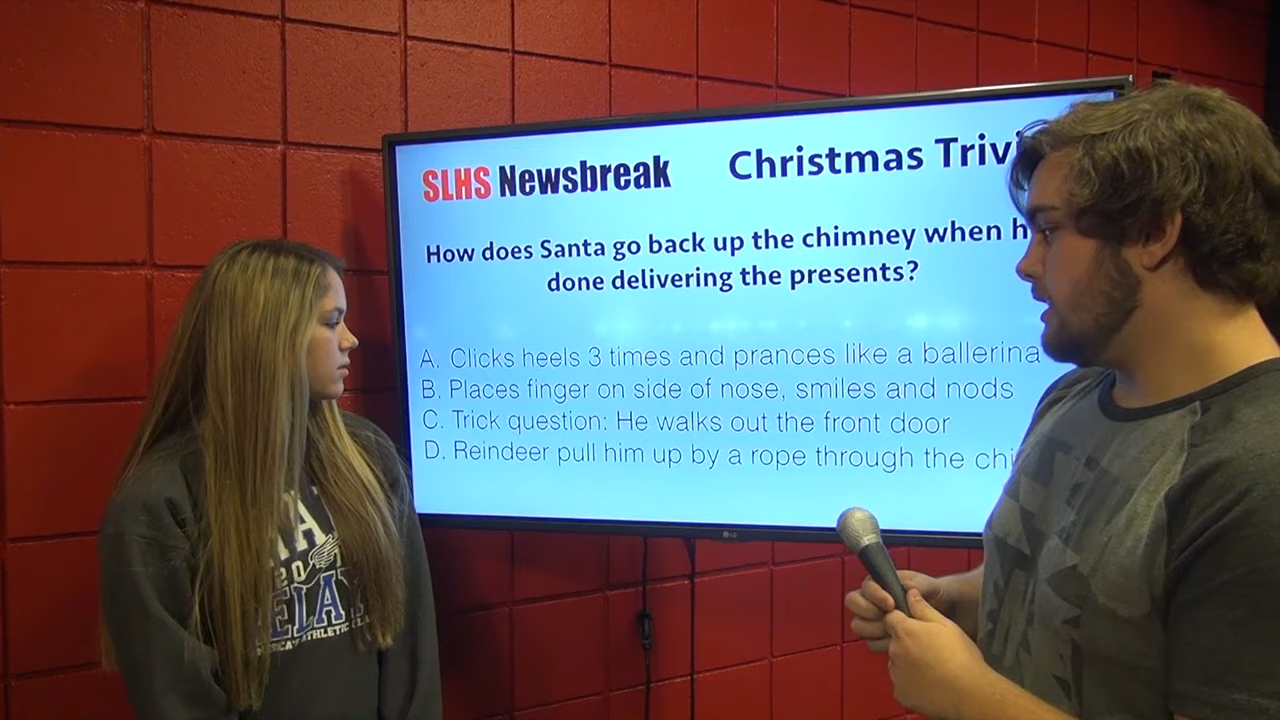 SLHS Newsbreak Christmas Trivi
How does Santa go back up the chimney when h
done delivering the presents?
A. Clicks heels 3 times and prances like a ballerina
B. Places finger on side of nose, smiles and nods
C. Trick question: He walks out the front door
D. Reindeer pull him up by a rope through the chi
LG
20
ELAY